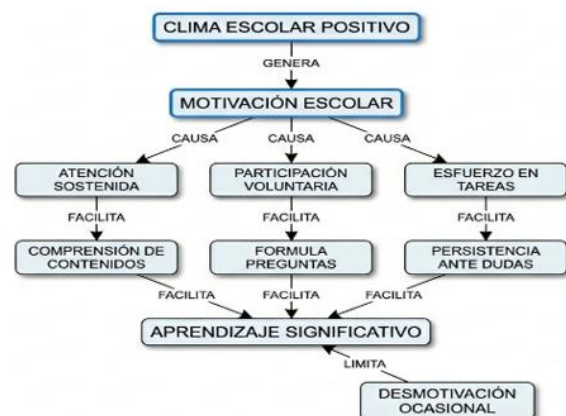 CLIMA ESCOLAR POSITIVO
GENERA
MOTIVACIÓN ESCOLAR
CAUSA CAUSA CAUSA
ATENCIÓN SOSTENIDA
PARTICIPACIÓN VOLUNTARIA
ESFUERZO EN TAREAS
FACILITA FACILITA FACILITA
COMPRENSIÓN DE CONTENIDOS
FORMULA PREGUNTAS
PERSISTENCIA ANTE DUDAS
FACILITA FACILITA FACILITA
APRENDIZAJE SIGNIFICATIVO
LIMITA
DESMOTIVACIÓN
OCASIONAL